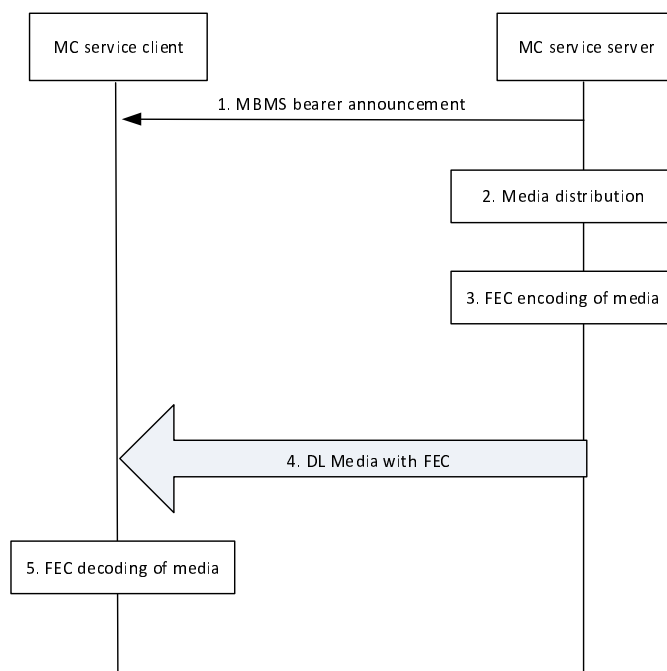 MC service client
MC service server
1. MBMS bearer announcement
2. Media distribution
3. FEC encoding of media
4. DL Media with FEC
5. FEC decoding of media